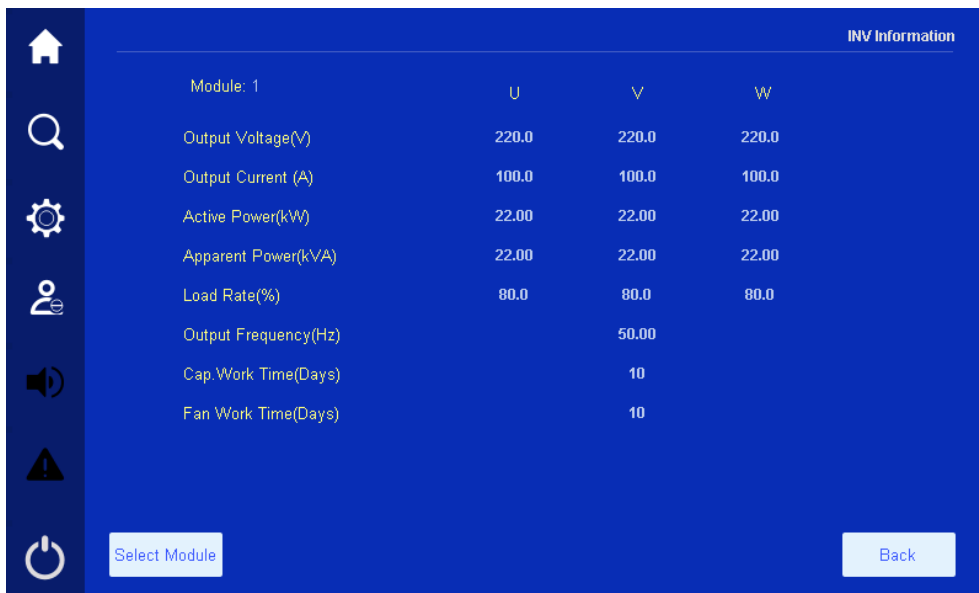 INV Information
Module: 1 U V W
Output Voltage(V) 220.0 220.0 220.0
Output Current (A) 100.0 100.0 100.0
Active Power(kW) 22.00 22.00 22.00
Apparent Power(kVA) 22.00 22.00 22.00
Load Rate(%) 80.0 80.0 80.0
Output Frequency(Hz) 50.00
Cap.Work Time(Days) 10
Fan Work Time(Days) 10
Select Module Back